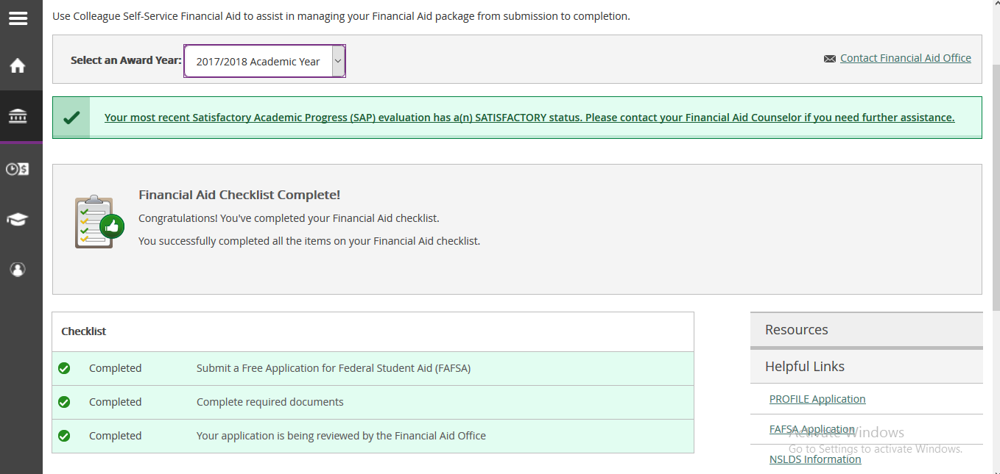 Use Colleague Self-Service Financial Aid to assist in managing your Financial Aid package from submission to completion.
Select an Award Year: 2017/2018 Academic Year
Contact Financial Aid Office
Your most recent Satisfactory Academic Progress (SAP) evaluation has a(n) SATISFACTORY status. Please contact your Financial Aid Counselor if you need further assistance.
Financial Aid Checklist Complete!
Congratulations! You've completed your Financial Aid checklist.
You successfully completed all the items on your Financial Aid checklist.
Checklist
Completed Submit a Free Application for Federal Student Aid (FAFSA)
Completed Complete required documents
Completed Your application is being reviewed by the Financial Aid Office
Resources
Helpful Links
PROFILE Application
FAFSA Application
Activate Windows
Go to Settings to activate Windows.
NSLDS Information